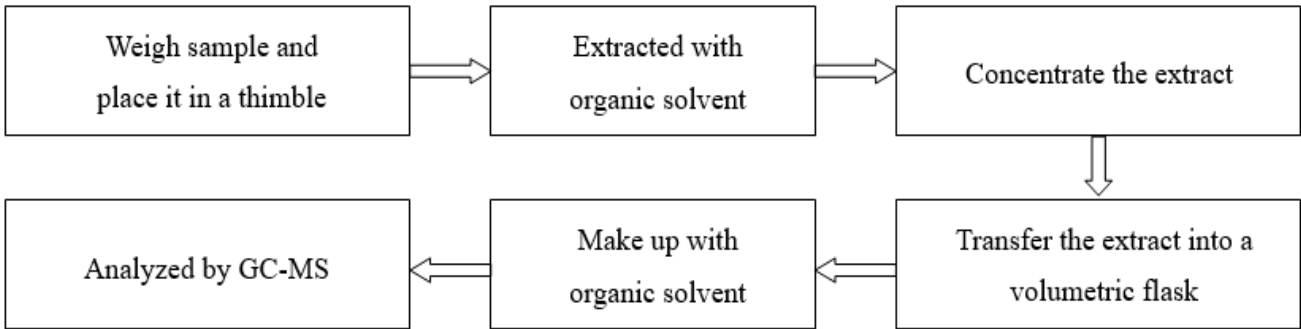 Weigh sample and
place it in a thimble
Extracted with
organic solvent
Concentrate the extract
Transfer the extract into a
volumetric flask
Make up with
organic solvent
Analyzed by GC-MS